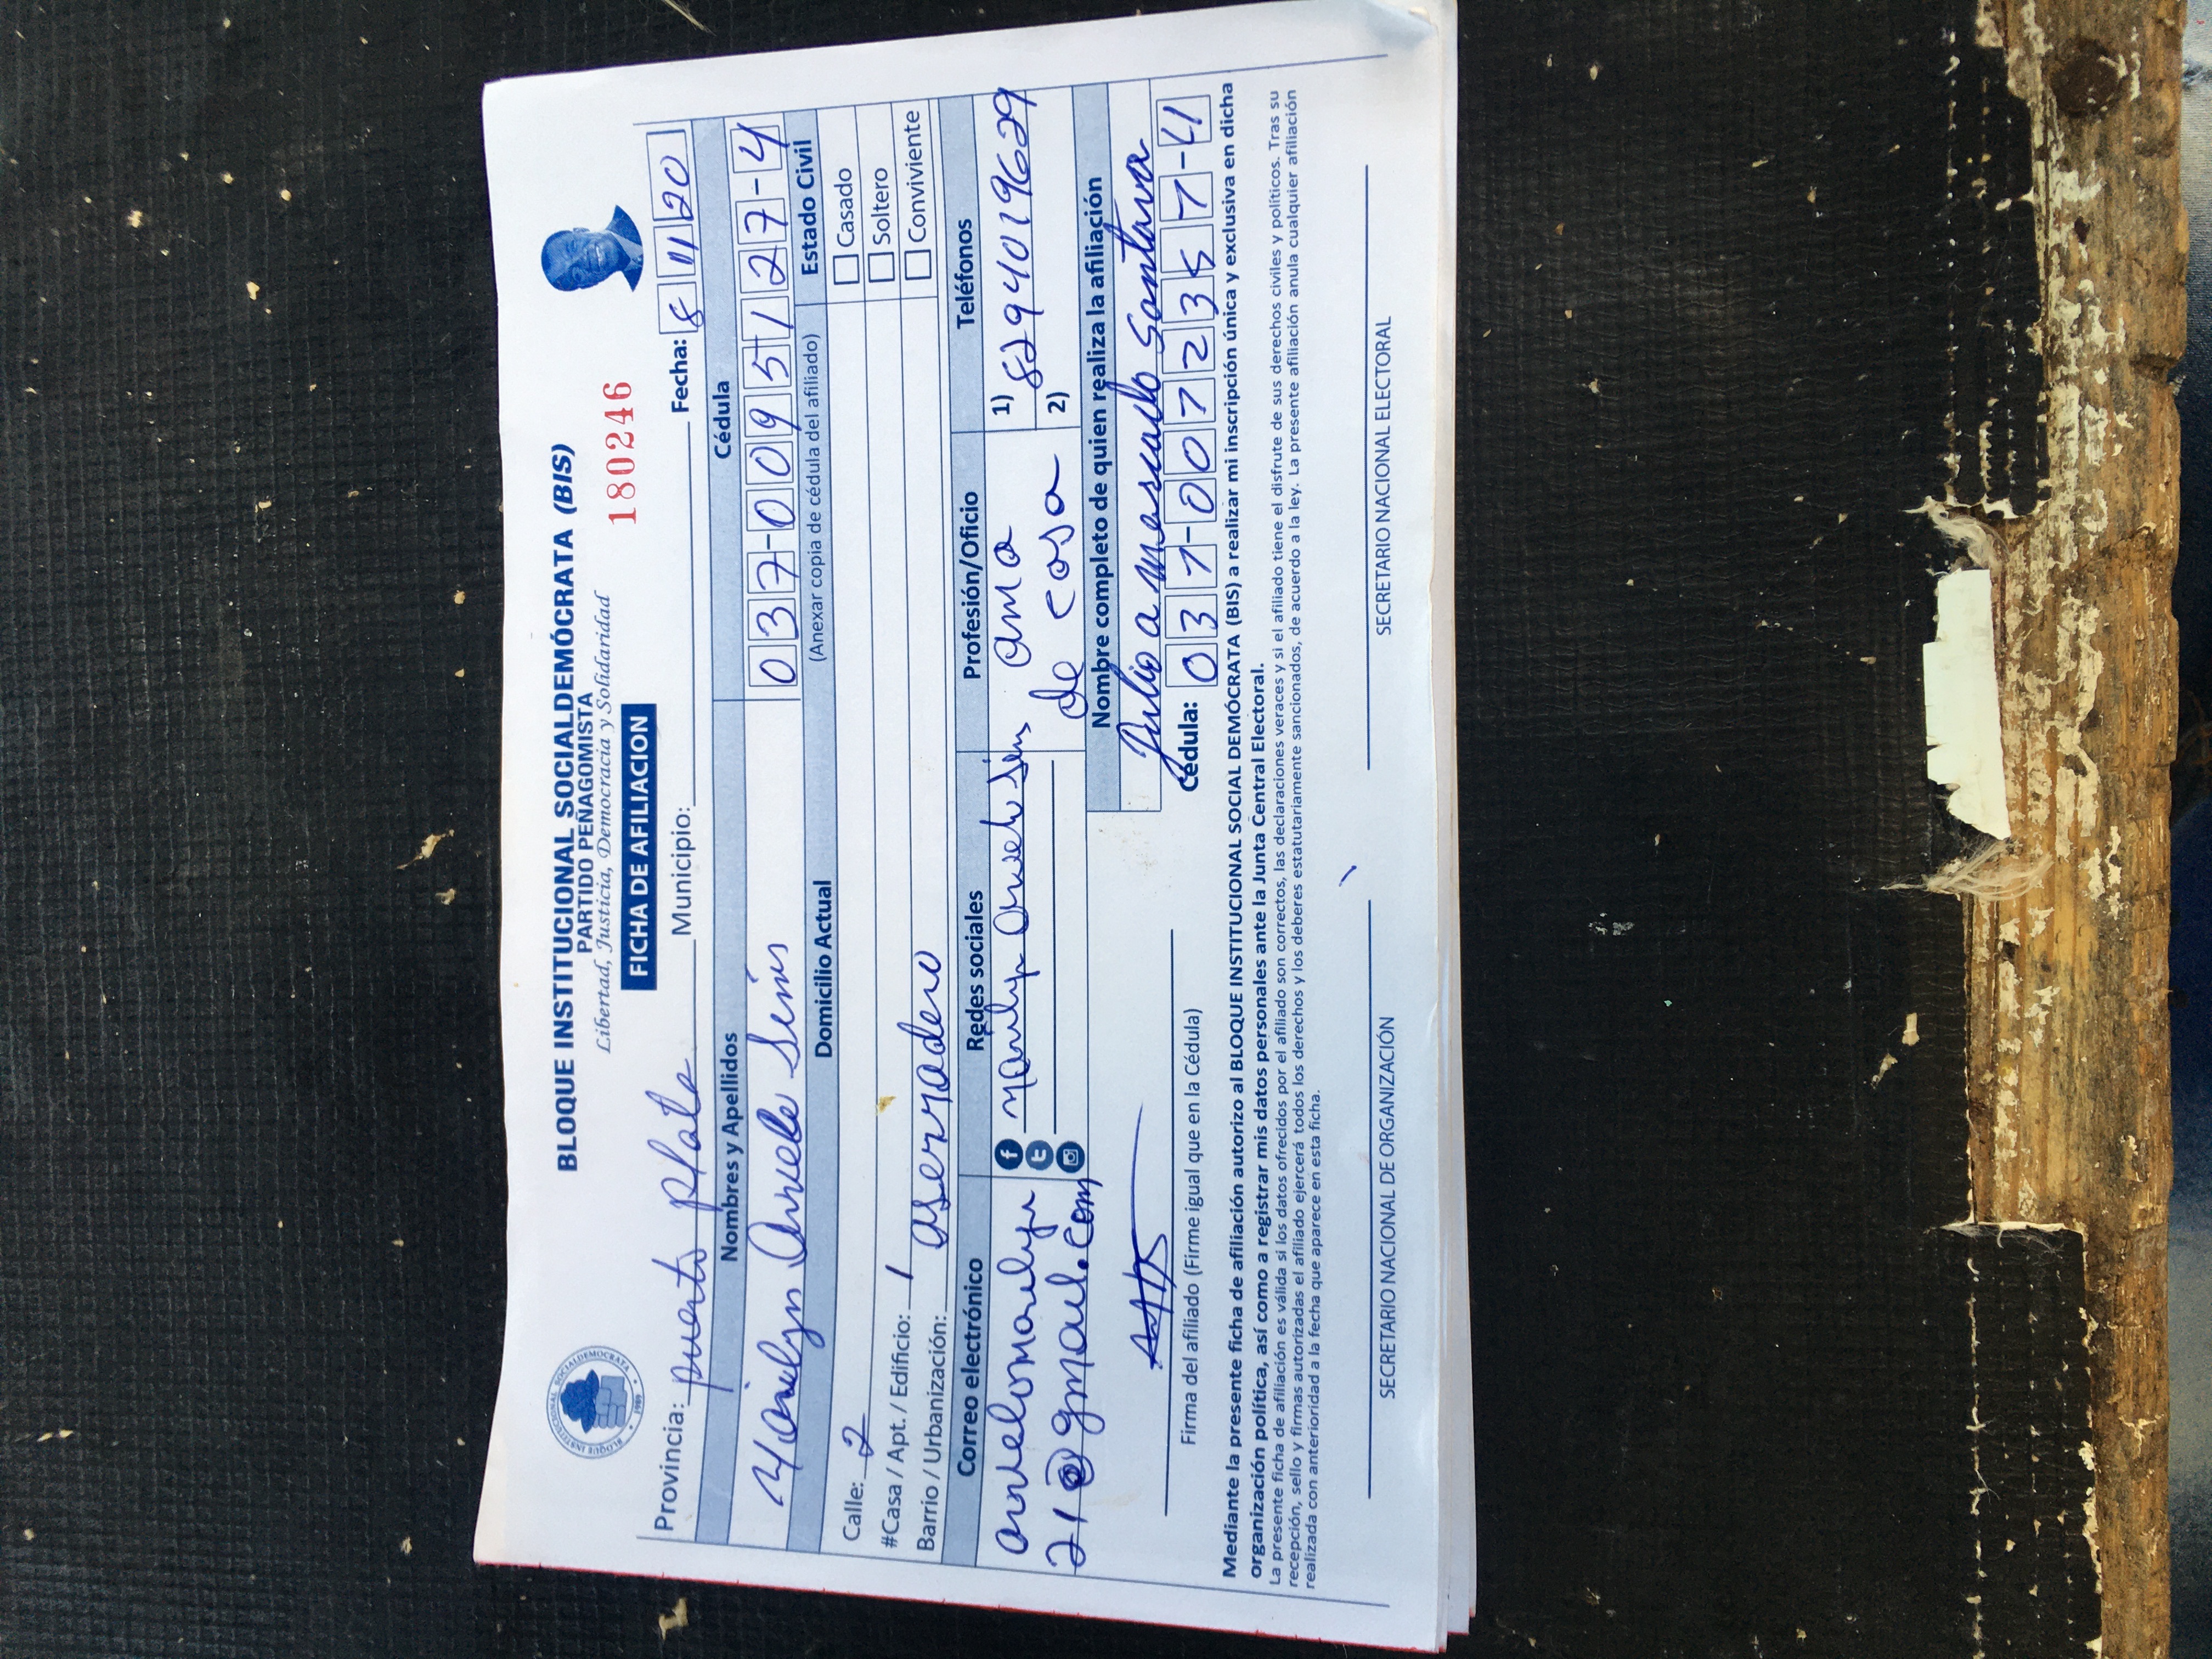 BLOQUE INSTITUCIONAL SOCIALDEMÓCRATA (BIS)
PARTIDO PEÑAGOMISTA
Libertad, Justicia, Democracia y Solidaridad
180246
FICHA DE AFILIACION
Provincia: puerto plata Municipio: Fecha: 8 11 20
Nombres y Apellidos Cédula
037-0095127-4
Domicilio Actual (Anexar copia de cédula del afiliado) Estado Civil
Calle: 2 Casado
#Casa / Apt. / Edificio: 1 Soltero
Barrio / Urbanización: aserradero Conviviente
Correo electrónico Redes sociales Profesión/Oficio Teléfonos
ama 1) 8294019629
21@gmail.com de casa 2)
Nombre completo de quien realiza la afiliación
Julio a mercado Santana
Cédula: 037-0072357-4
Firma del afiliado (Firme igual que en la Cédula)
Mediante la presente ficha de afiliación autorizo al BLOQUE INSTITUCIONAL SOCIAL DEMÓCRATA (BIS) a realizar mi inscripción única y exclusiva en dicha
organización política, así como a registrar mis datos personales ante la Junta Central Electoral.
La presente ficha de afiliación es válida si los datos ofrecidos por el afiliado son correctos, las declaraciones veraces y si el afiliado tiene el disfrute de sus derechos civiles y políticos. Tras su
recepción, sello y firmas autorizadas el afiliado ejercerá todos los derechos y los deberes estatutariamente sancionados, de acuerdo a la ley. La presente afiliación anula cualquier afiliación
realizada con anterioridad a la fecha que aparece en esta ficha.
SECRETARIO NACIONAL DE ORGANIZACIÓN SECRETARIO NACIONAL ELECTORAL